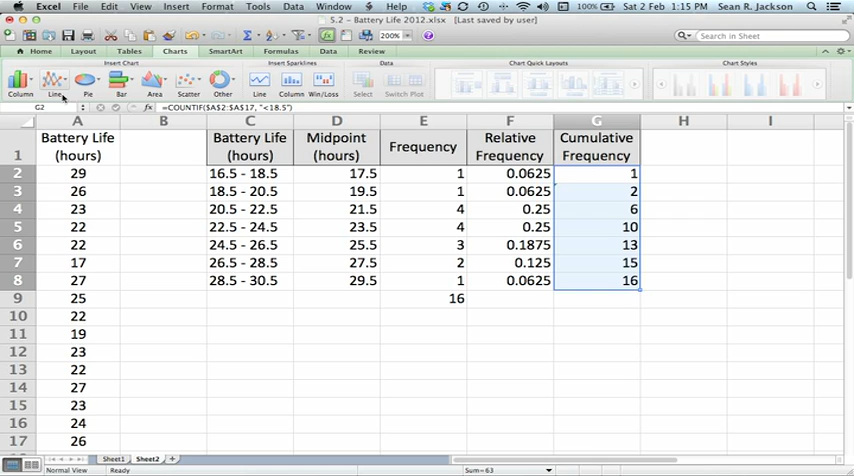 Excel File Edit View Insert Format Tools Data Window Help 100% Sat 2 Feb 1:15 PM Sean R. Jackson
5.2 – Battery Life 2012.xlsx [Last saved by user]
200% Search in Sheet
Home Layout Tables Charts SmartArt Formulas Data Review
Insert Chart Insert Sparklines Data Chart Quick Layouts Chart Styles
Column Line Pie Bar Area Scatter Other Line Column Win/Loss Select Switch Plot
G2 fx =COUNTIF($A$2:$A$17, "<18.5")
A B C D E F G H I
Battery Life Battery Life Midpoint Relative Cumulative
1 (hours) (hours) (hours) Frequency Frequency Frequency
2 29 16.5 - 18.5 17.5 1 0.0625 1
3 26 18.5 - 20.5 19.5 1 0.0625 2
4 23 20.5 - 22.5 21.5 4 0.25 6
5 22 22.5 - 24.5 23.5 4 0.25 10
6 22 24.5 - 26.5 25.5 3 0.1875 13
7 17 26.5 - 28.5 27.5 2 0.125 15
8 27 28.5 - 30.5 29.5 1 0.0625 16
9 25 16
10 22
11 19
12 23
13 22
14 27
15 23
16 24
17 26
Sheet1 Sheet2
Normal View Ready Sum=63